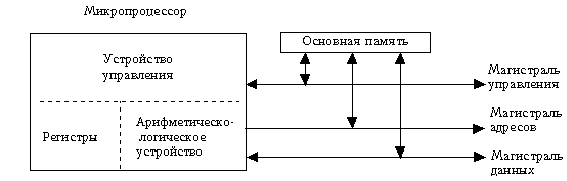 Микропроцессор
Основная память
Устройство
управления
Магистраль
управления
Регистры
Арифметическо-
логическое
устройство
Магистраль
адресов
Магистраль
данных